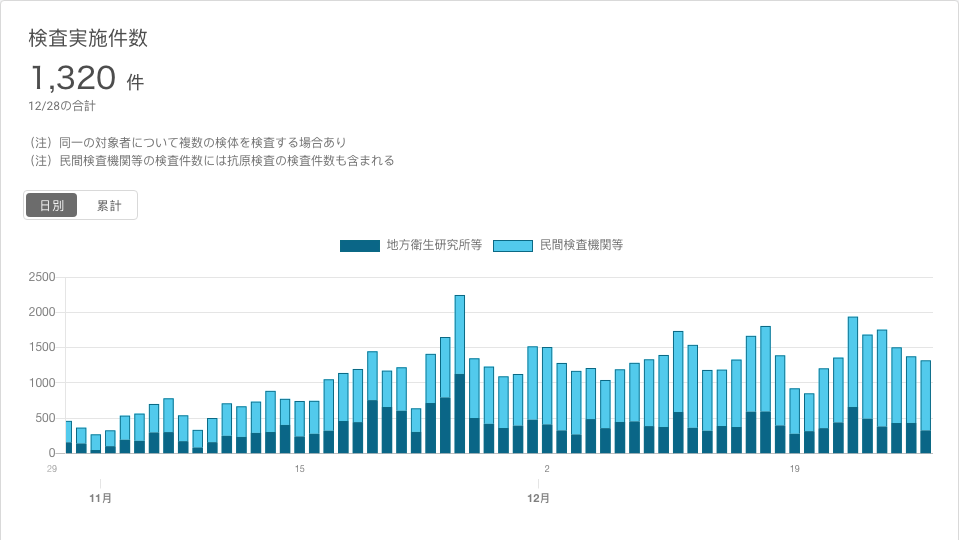 検査実施件数
1,320 件
12/28の合計
（注）同一の対象者について複数の検体を検査する場合あり
（注）民間検査機関等の検査件数には抗原検査の検査件数も含まれる
日別 累計
地方衛生研究所等 民間検査機関等
2500
2000
1500
1000
500
0
29 15 2 19
11月 12月